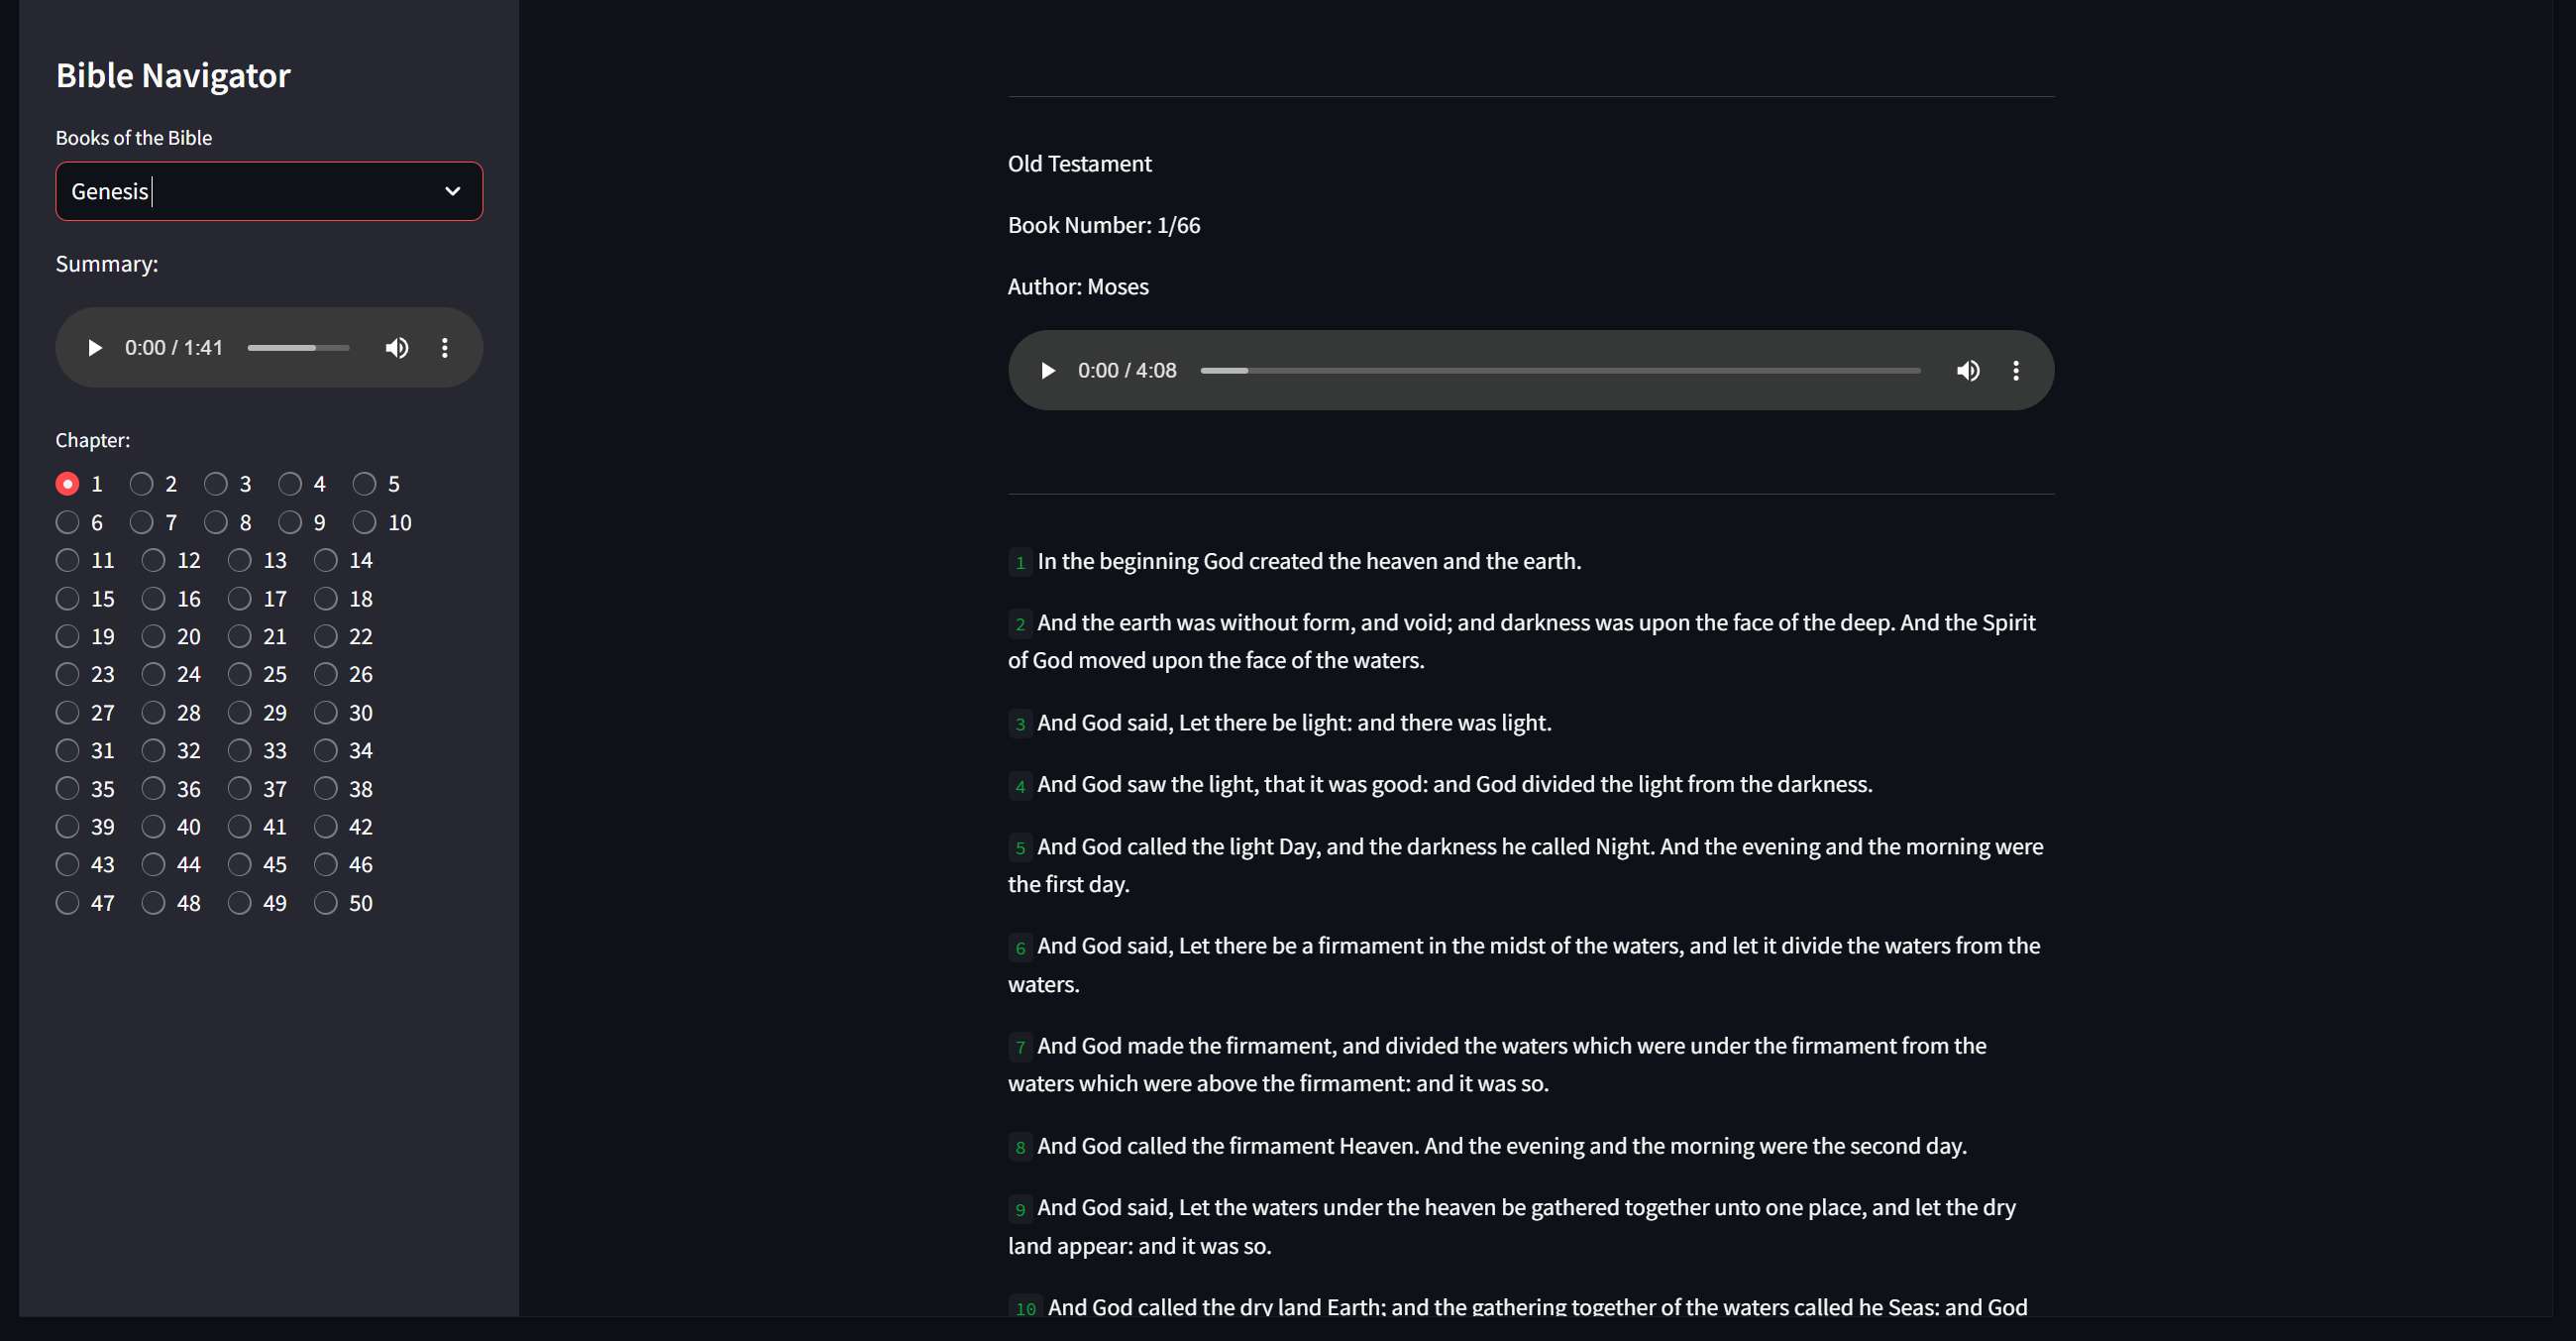 Bible Navigator
Books of the Bible
Genesis
Summary:
0:00 / 1:41
Chapter:
1 2 3 4 5
6 7 8 9 10
11 12 13 14
15 16 17 18
19 20 21 22
23 24 25 26
27 28 29 30
31 32 33 34
35 36 37 38
39 40 41 42
43 44 45 46
47 48 49 50
Old Testament
Book Number: 1/66
Author: Moses
0:00 / 4:08
1 In the beginning God created the heaven and the earth.
2 And the earth was without form, and void; and darkness was upon the face of the deep. And the Spirit
of God moved upon the face of the waters.
3 And God said, Let there be light: and there was light.
4 And God saw the light, that it was good: and God divided the light from the darkness.
5 And God called the light Day, and the darkness he called Night. And the evening and the morning were
the first day.
6 And God said, Let there be a firmament in the midst of the waters, and let it divide the waters from the
waters.
7 And God made the firmament, and divided the waters which were under the firmament from the
waters which were above the firmament: and it was so.
8 And God called the firmament Heaven. And the evening and the morning were the second day.
9 And God said, Let the waters under the heaven be gathered together unto one place, and let the dry
land appear: and it was so.
10 And God called the dry land Earth; and the gathering together of the waters called he Seas: and God